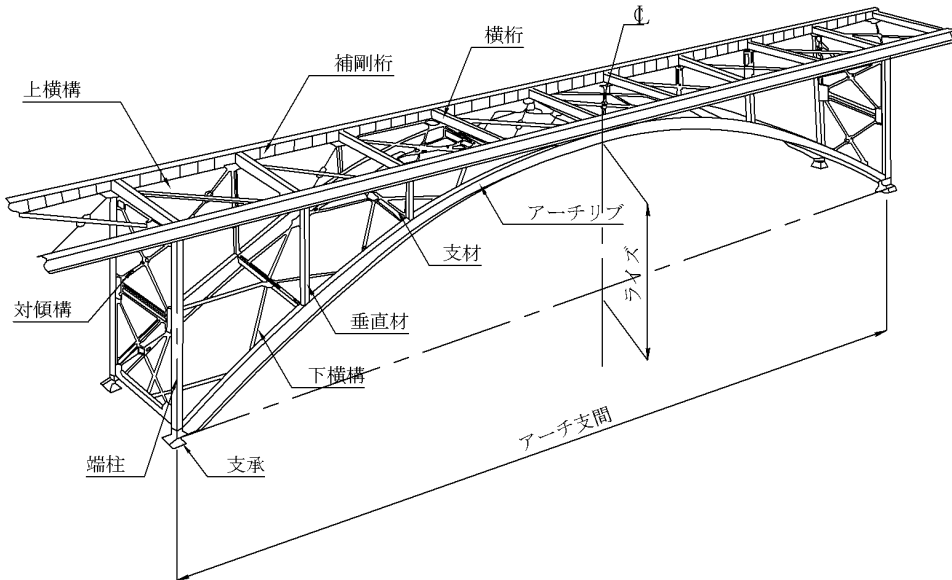 ℄
横桁
補剛桁
上横構
アーチリブ
支材
ライズ
対傾構
垂直材
下横構
アーチ支間
端柱
支承